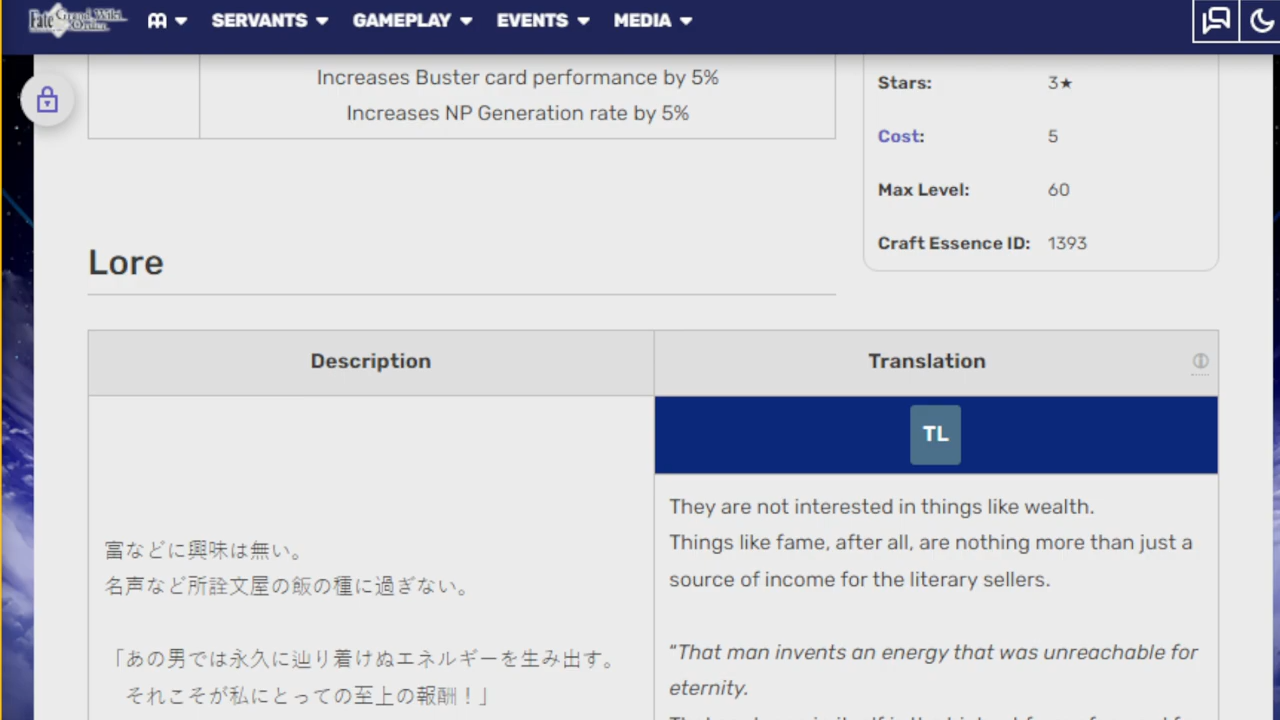 Fate Grand Order Wiki
SERVANTS
GAMEPLAY
EVENTS
MEDIA
Increases Buster card performance by 5%
Increases NP Generation rate by 5%
Stars: 3★
Cost: 5
Max Level: 60
Craft Essence ID: 1393
Lore
Description
Translation
TL
富などに興味は無い。
名声など所詮文屋の飯の種に過ぎない。
「あの男では永久に辿り着けぬエネルギーを生み出す。
それこそが私にとっての至上の報酬！」
They are not interested in things like wealth.
Things like fame, after all, are nothing more than just a
source of income for the literary sellers.
“That man invents an energy that was unreachable for
eternity.